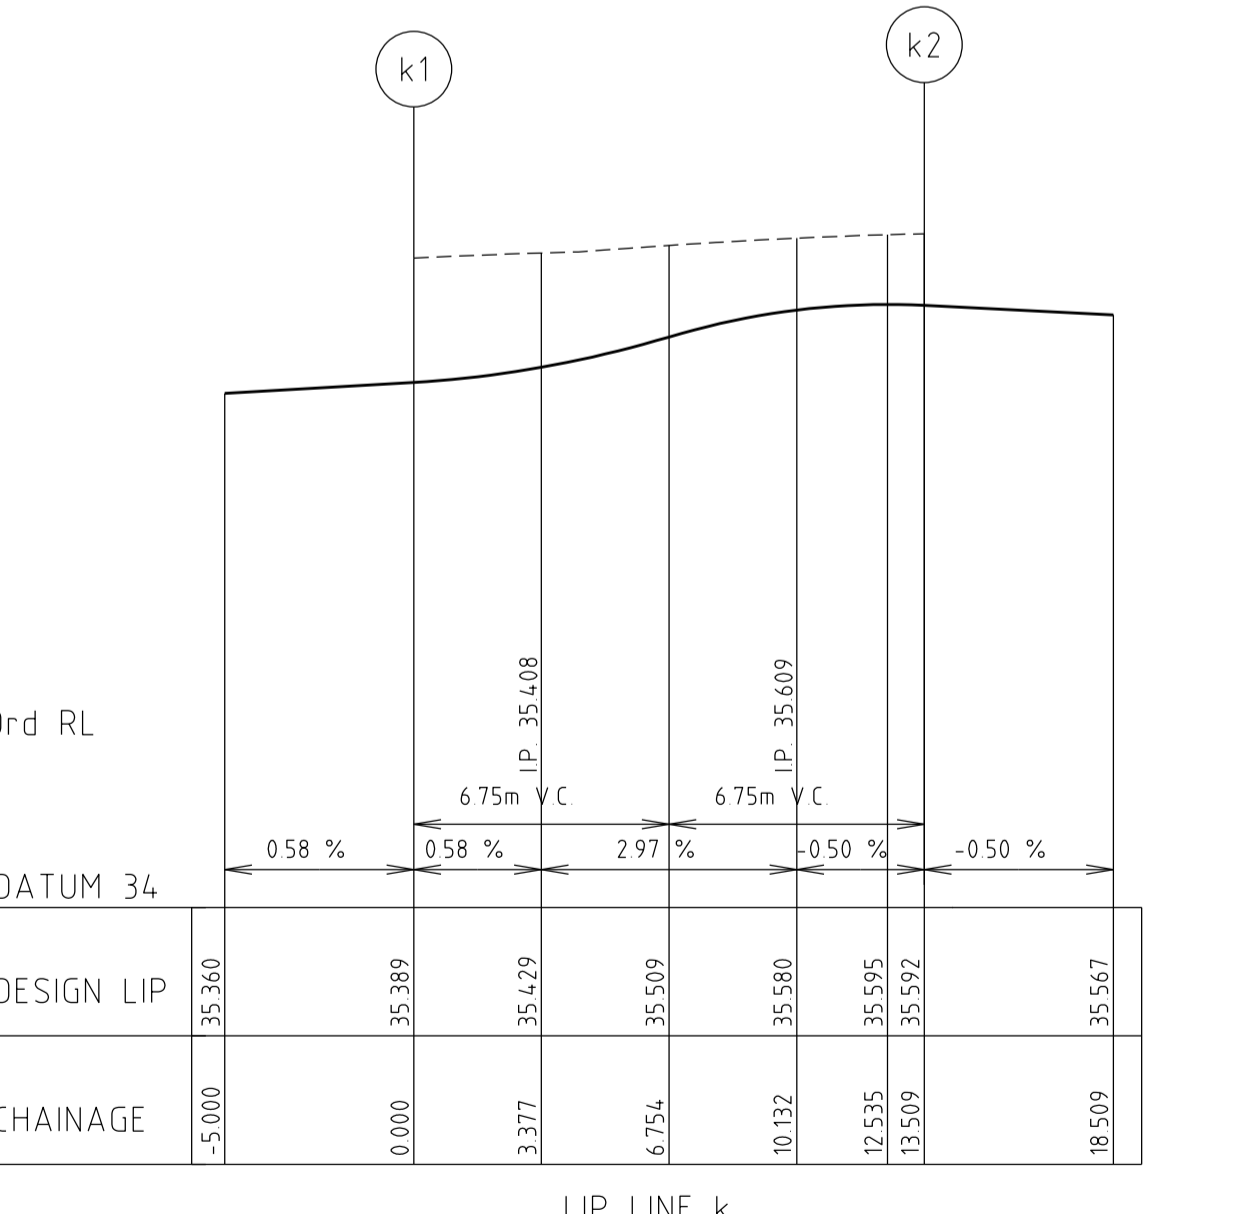 k1
k2
rd RL
I.P. 35.408
I.P. 35.609
6.75m V.C.
6.75m V.C.
0.58 %
0.58 %
2.97 %
-0.50 %
-0.50 %
DATUM 34
DESIGN LIP
35.360
35.389
35.429
35.509
35.580
35.595
35.592
35.567
CHAINAGE
-5.000
0.000
3.377
6.754
10.132
12.535
13.509
18.509
LIP LINE k